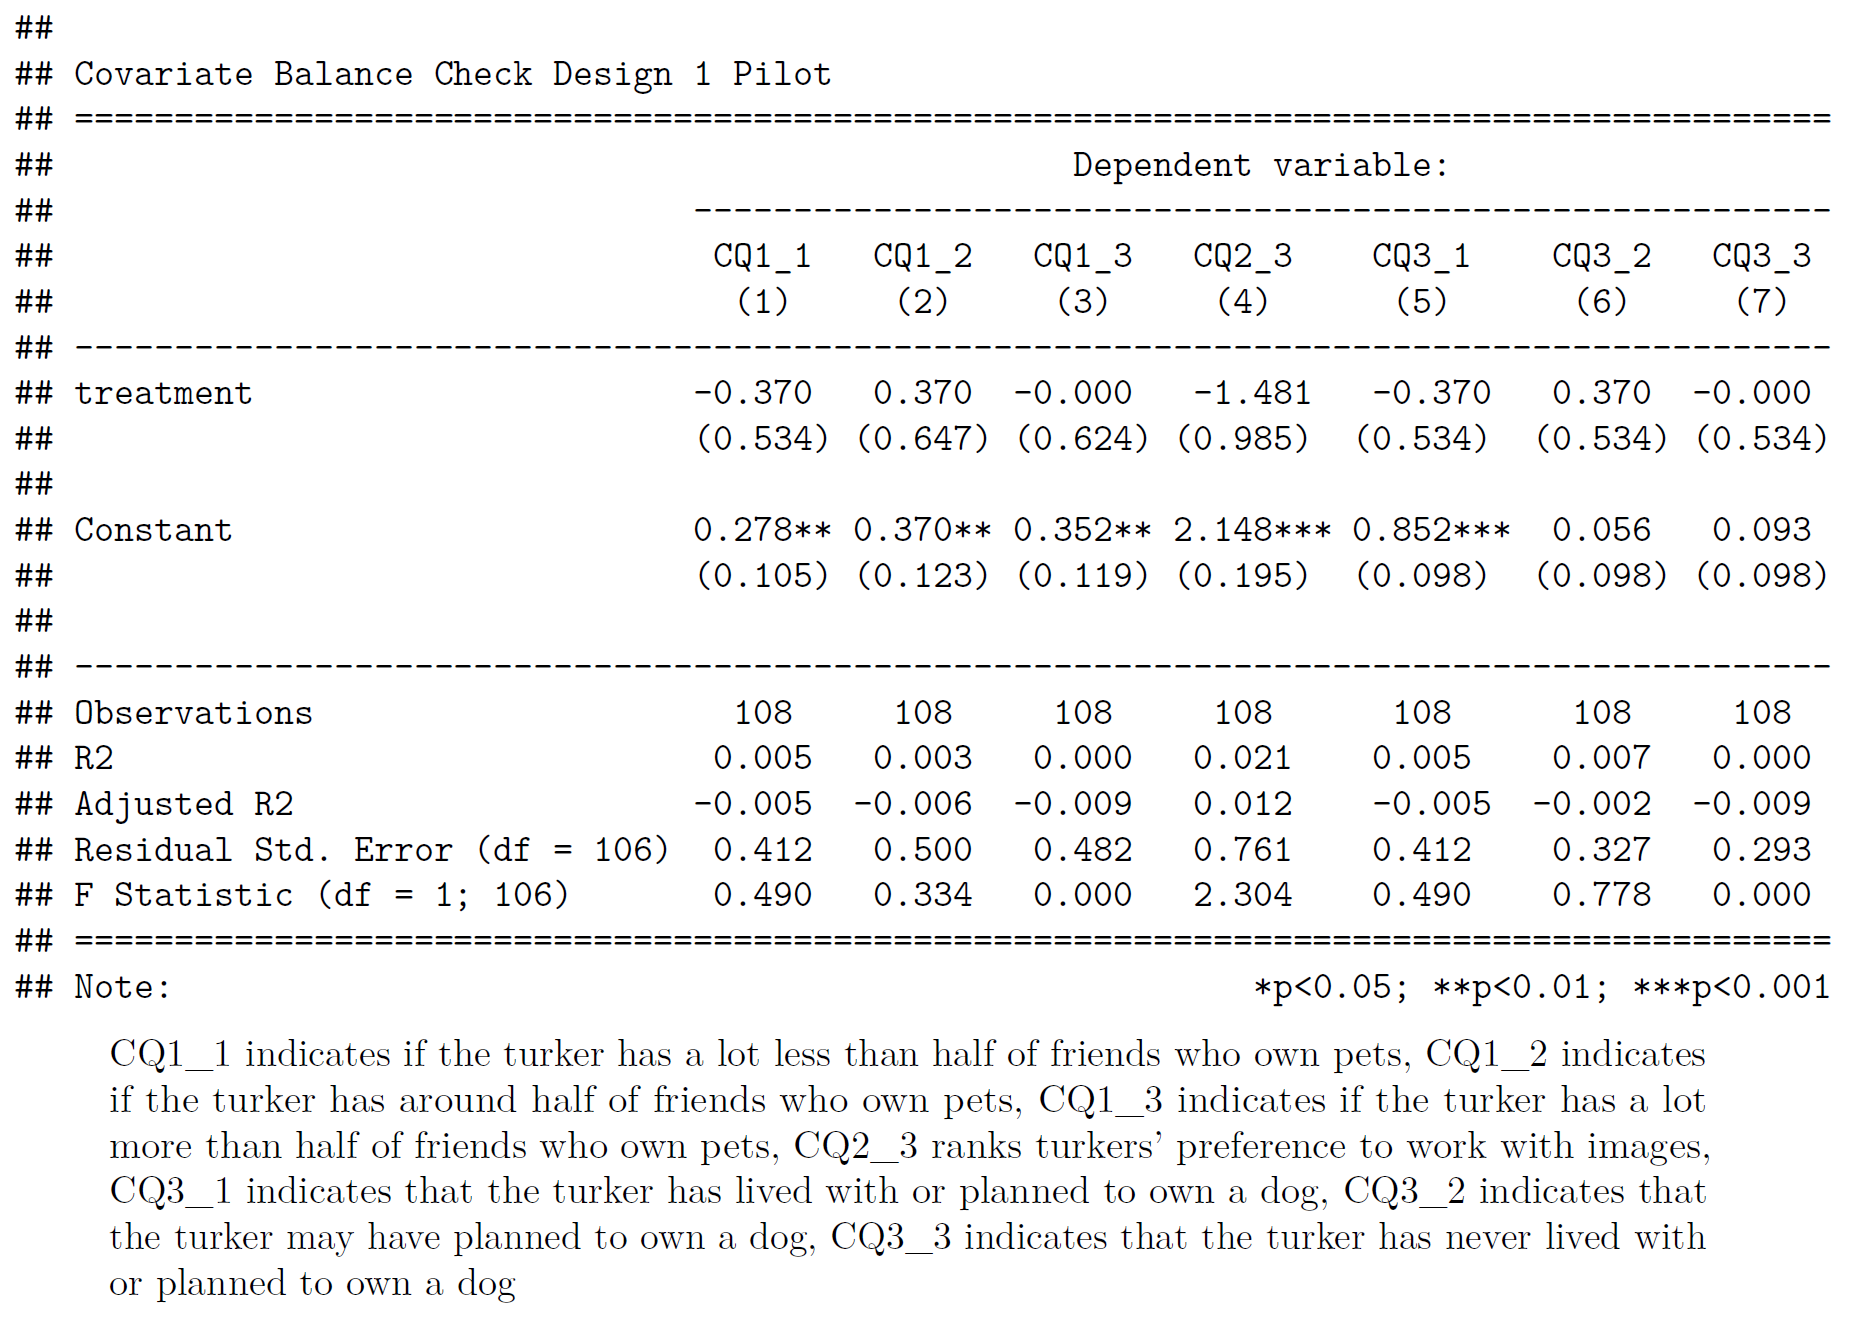 ##
## Covariate Balance Check Design 1 Pilot
## ========================================================================================
##                                                   Dependent variable:
##                                ---------------------------------------------------------
##                                 CQ1_1   CQ1_2   CQ1_3   CQ2_3    CQ3_1    CQ3_2   CQ3_3
##                                  (1)     (2)     (3)     (4)      (5)      (6)     (7)
## ----------------------------------------------------------------------------------------
## treatment                      -0.370   0.370  -0.000   -1.481   -0.370   0.370  -0.000
##                                (0.534) (0.647) (0.624) (0.985)  (0.534)  (0.534) (0.534)
##
## Constant                       0.278** 0.370** 0.352** 2.148*** 0.852***  0.056   0.093
##                                (0.105) (0.123) (0.119) (0.195)  (0.098)  (0.098) (0.098)
##
## ----------------------------------------------------------------------------------------
## Observations                     108     108     108     108      108      108     108
## R2                              0.005   0.003   0.000   0.021    0.005    0.007   0.000
## Adjusted R2                    -0.005  -0.006  -0.009   0.012    -0.005  -0.002  -0.009
## Residual Std. Error (df = 106)  0.412   0.500   0.482   0.761    0.412    0.327   0.293
## F Statistic (df = 1; 106)       0.490   0.334   0.000   2.304    0.490    0.778   0.000
## ========================================================================================
## Note:                                                      *p<0.05; **p<0.01; ***p<0.001
CQ1_1 indicates if the turker has a lot less than half of friends who own pets, CQ1_2 indicates
if the turker has around half of friends who own pets, CQ1_3 indicates if the turker has a lot
more than half of friends who own pets, CQ2_3 ranks turkers' preference to work with images,
CQ3_1 indicates that the turker has lived with or planned to own a dog, CQ3_2 indicates that
the turker may have planned to own a dog, CQ3_3 indicates that the turker has never lived with
or planned to own a dog